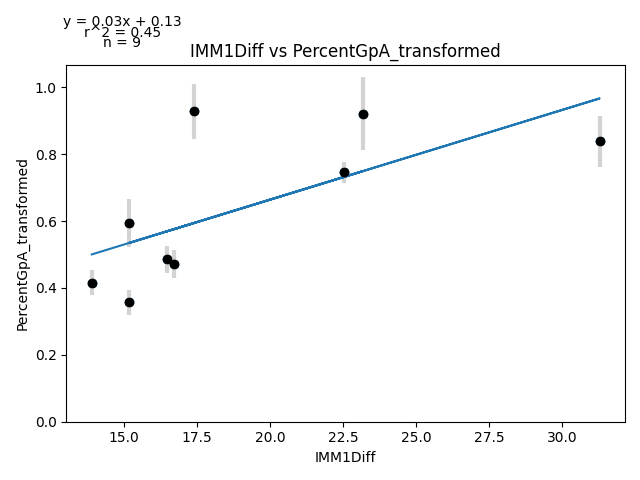 y = 0.03x + 0.13
r^2 = 0.45
n = 9
IMM1Diff vs PercentGpA_transformed
PercentGpA_transformed
1.0
0.8
0.6
0.4
0.2
0.0
15.0 17.5 20.0 22.5 25.0 27.5 30.0
IMM1Diff